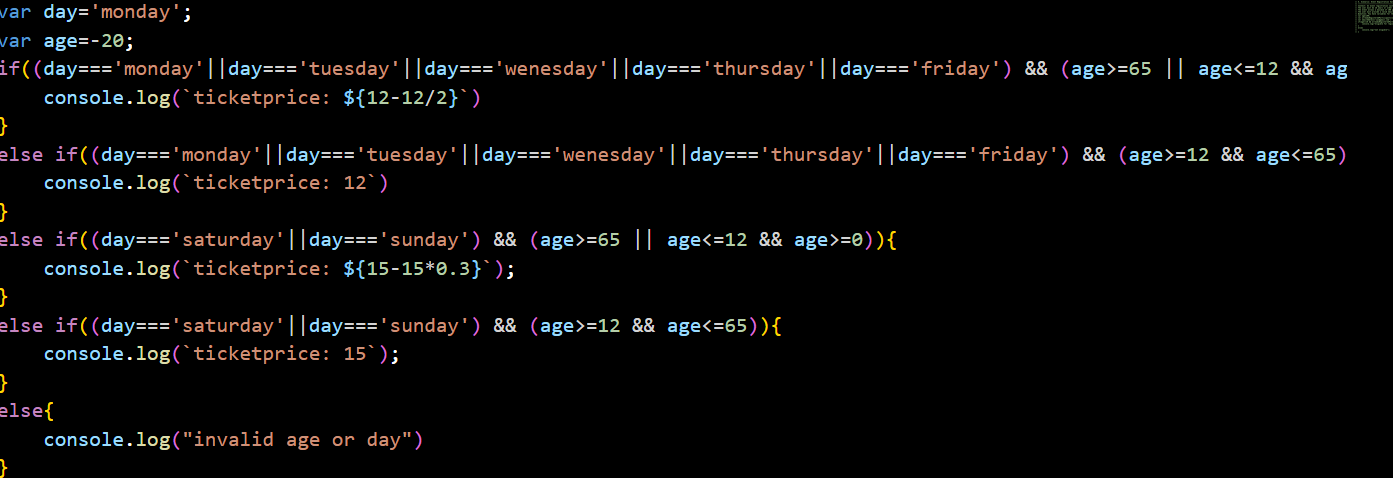 var day='monday';
var age=-20;
if((day==='monday'||day==='tuesday'||day==='wenesday'||day==='thursday'||day==='friday') && (age>=65 || age<=12 && ag
    console.log(`ticketprice: ${12-12/2}`)
}
else if((day==='monday'||day==='tuesday'||day==='wenesday'||day==='thursday'||day==='friday') && (age>=12 && age<=65)
    console.log(`ticketprice: 12`)
}
else if((day==='saturday'||day==='sunday') && (age>=65 || age<=12 && age>=0)){
    console.log(`ticketprice: ${15-15*0.3}`);
}
else if((day==='saturday'||day==='sunday') && (age>=12 && age<=65)){
    console.log(`ticketprice: 15`);
}
else{
    console.log("invalid age or day")
}